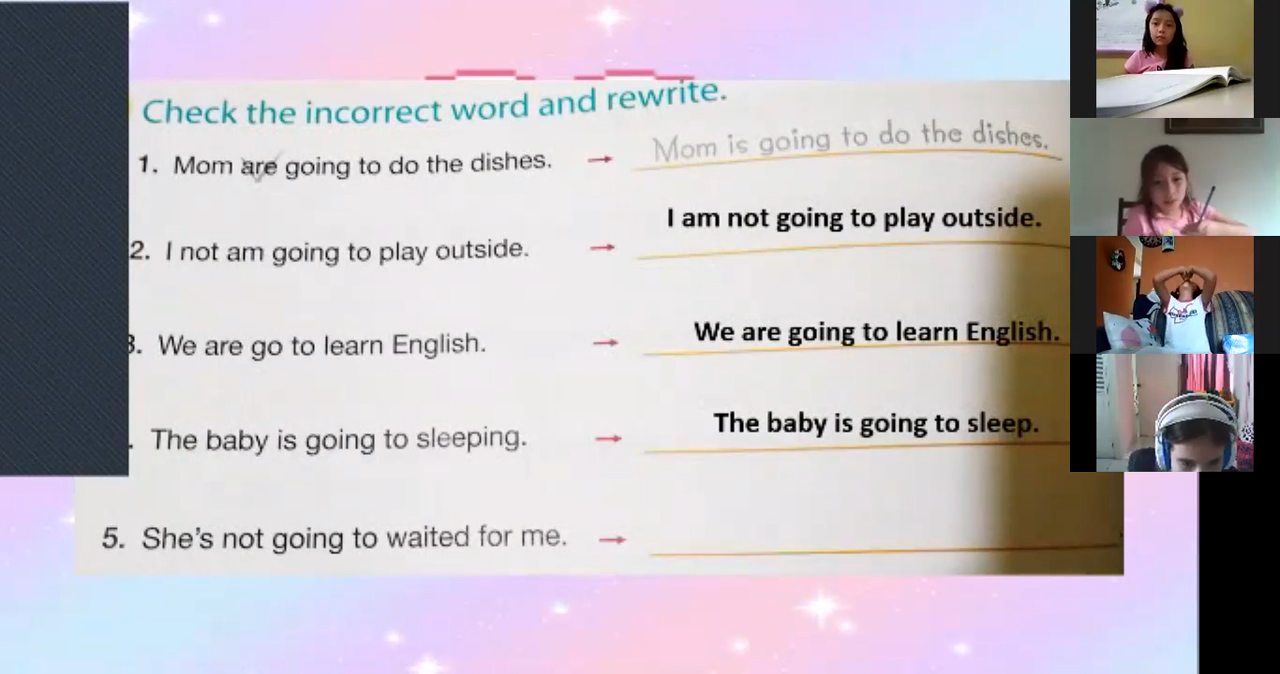 Check the incorrect word and rewrite.
1. Mom are going to do the dishes. → Mom is going to do the dishes.
2. I not am going to play outside. → I am not going to play outside.
3. We are go to learn English. → We are going to learn English.
. The baby is going to sleeping. → The baby is going to sleep.
5. She's not going to waited for me. →